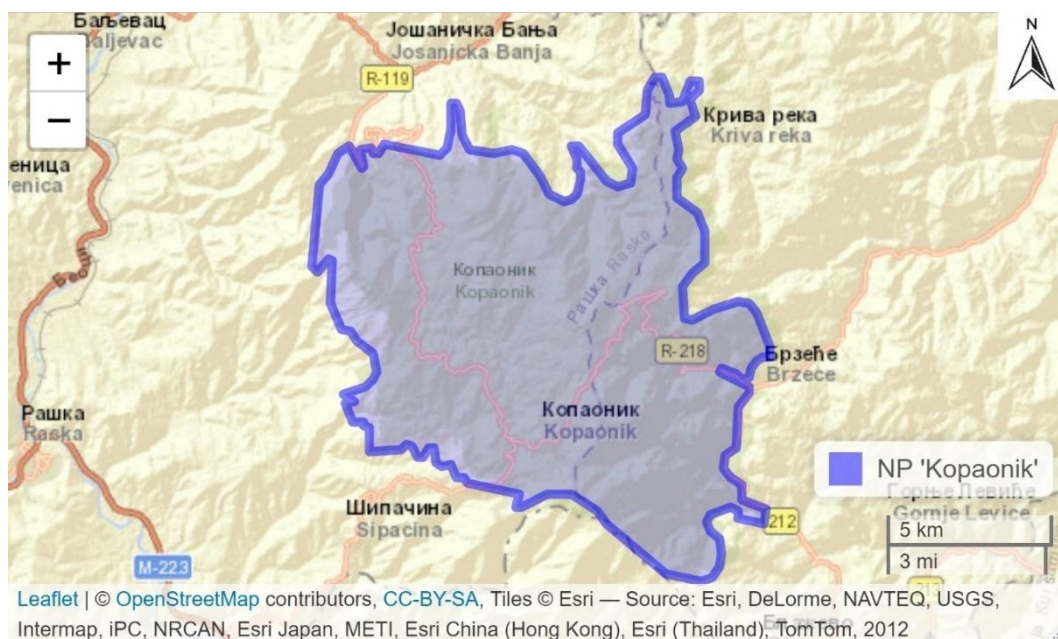 Баљевац
Baljevac
Јошаничка Бања
Josanicka Banja
N
+
−
R-119
Крива река
Kriva reka
еница
venica
Рашка Raska
Копаоник
Kopaonik
R-218
Брзеће
Brzece
Рашка
Raska
Копаоник
Kopaonik
NP 'Kopaonik'
Горње Левиће
Gornje Levice
Шипачина
Sipacina
212
5 km
3 mi
M-223
Leaflet | © OpenStreetMap contributors, CC-BY-SA, Tiles © Esri — Source: Esri, DeLorme, NAVTEQ, USGS,
Intermap, iPC, NRCAN, Esri Japan, METI, Esri China (Hong Kong), Esri (Thailand), TomTom, 2012